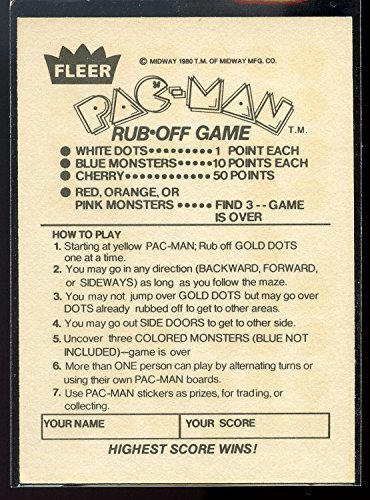 FLEER
© MIDWAY 1980 T.M. OF MIDWAY MFG. CO.
PAC-MAN T.M.
RUB•OFF GAME
● WHITE DOTS •••••••••• 1 POINT EACH
● BLUE MONSTERS •••••• 10 POINTS EACH
● CHERRY •••••••••••• 50 POINTS
● RED, ORANGE, OR
PINK MONSTERS ••••• FIND 3 -- GAME
IS OVER
HOW TO PLAY
1. Starting at yellow PAC-MAN; Rub off GOLD DOTS
one at a time.
2. You may go in any direction (BACKWARD, FORWARD,
or SIDEWAYS) as long as you follow the maze.
3. You may not jump over GOLD DOTS but may go over
DOTS already rubbed off to get to other areas.
4. You may go out SIDE DOORS to get to other side.
5. Uncover three COLORED MONSTERS (BLUE NOT
INCLUDED)--game is over
6. More than ONE person can play by alternating turns or
using their own PAC-MAN boards.
7. Use PAC-MAN stickers as prizes, for trading, or
collecting.
YOUR NAME YOUR SCORE
HIGHEST SCORE WINS!